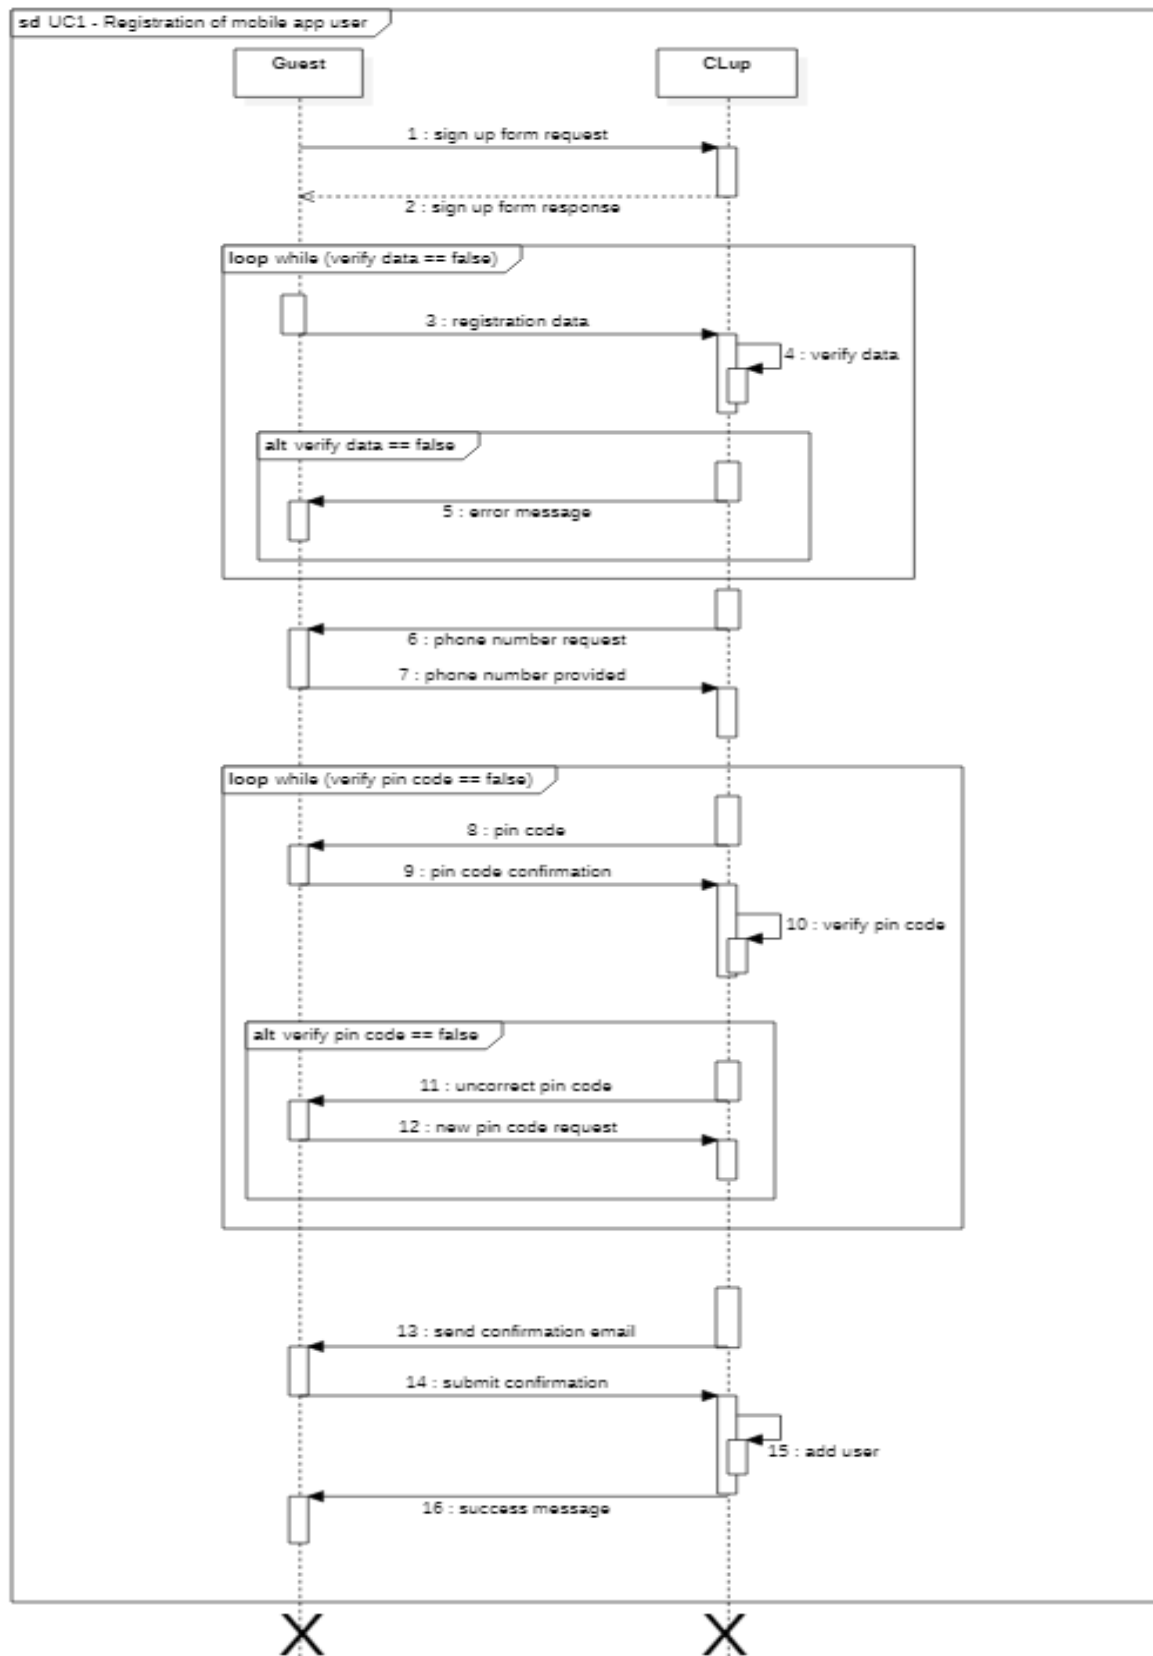 sd UC1 - Registration of mobile app user
Guest
CLup
1 : sign up form request
2 : sign up form response
loop while (verify data == false)
3 : registration data
4 : verify data
alt verify data == false
5 : error message
6 : phone number request
7 : phone number provided
loop while (verify pin code == false)
8 : pin code
9 : pin code confirmation
10 : verify pin code
alt verify pin code == false
11 : uncorrect pin code
12 : new pin code request
13 : send confirmation email
14 : submit confirmation
15 : add user
16 : success message